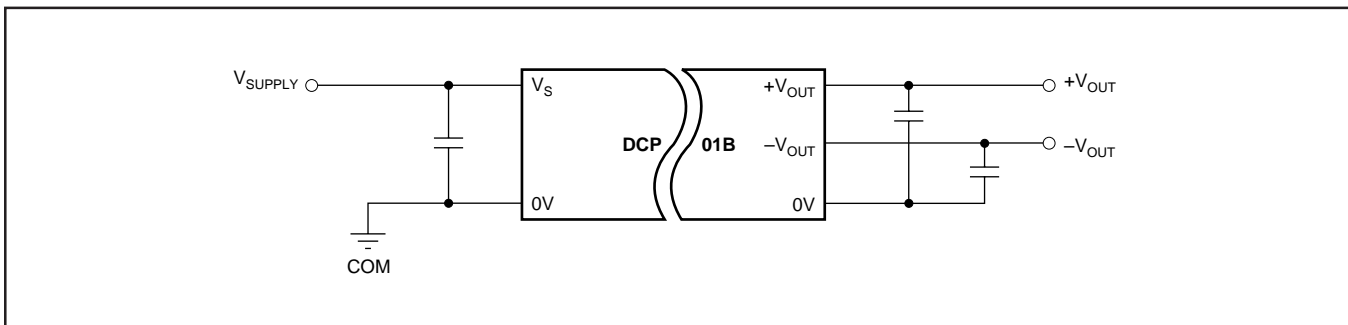 V_SUPPLY
V_S
+V_OUT
+V_OUT
DCP
01B
–V_OUT
–V_OUT
0V
0V
COM